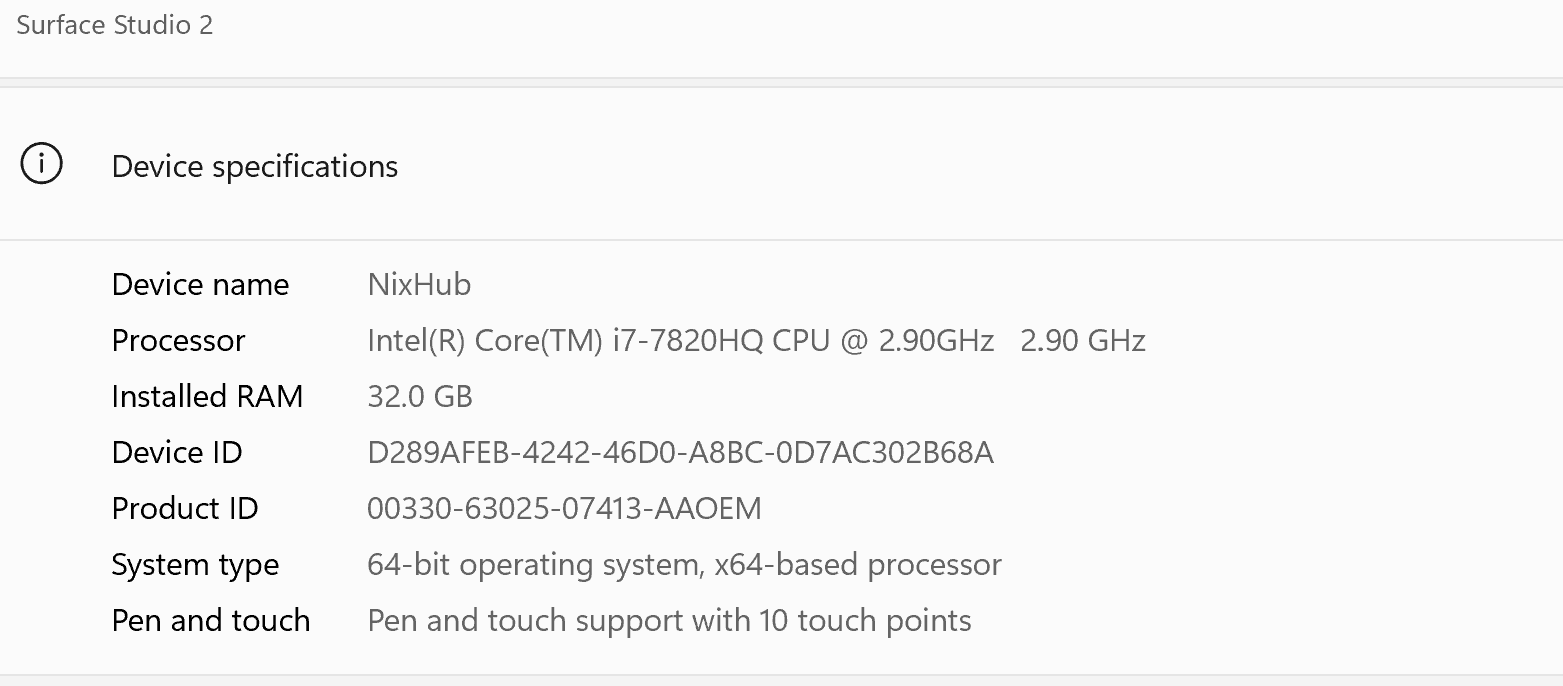 Surface Studio 2
Device specifications
Device name NixHub
Processor Intel(R) Core(TM) i7-7820HQ CPU @ 2.90GHz 2.90 GHz
Installed RAM 32.0 GB
Device ID D289AFEB-4242-46D0-A8BC-0D7AC302B68A
Product ID 00330-63025-07413-AAOEM
System type 64-bit operating system, x64-based processor
Pen and touch Pen and touch support with 10 touch points